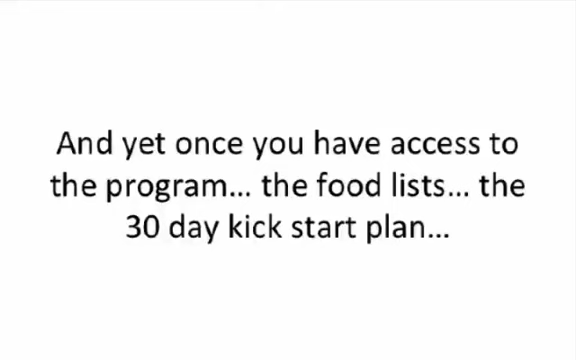 And yet once you have access to
the program... the food lists... the
30 day kick start plan...